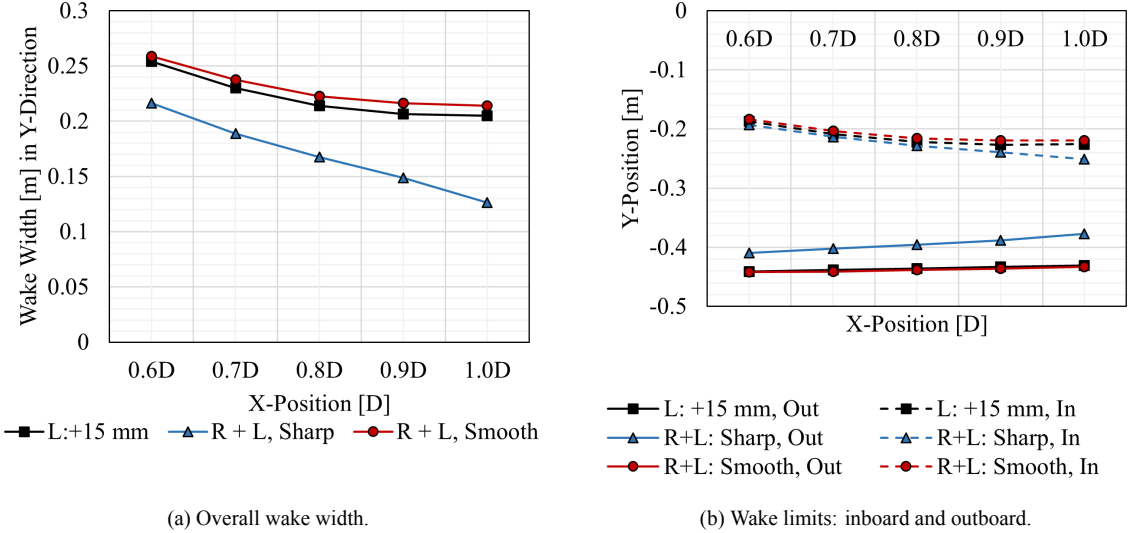 0.3
0.25
0.2
0.15
0.1
0.05
0
Wake Width [m] in Y-Direction
0.6D 0.7D 0.8D 0.9D 1.0D
X-Position [D]
L:+15 mm R + L, Sharp R + L, Smooth
(a) Overall wake width.
0
-0.1
-0.2
-0.3
-0.4
-0.5
Y-Position [m]
0.6D 0.7D 0.8D 0.9D 1.0D
X-Position [D]
L: +15 mm, Out L: +15 mm, In
R+L: Sharp, Out R+L: Sharp, In
R+L: Smooth, Out R+L: Smooth, In
(b) Wake limits: inboard and outboard.